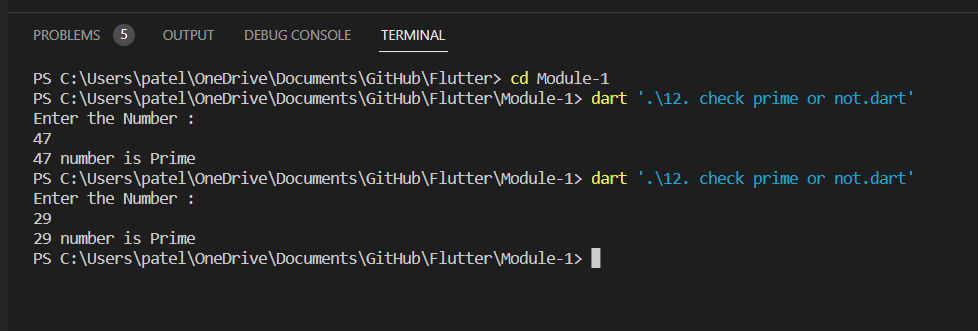 PROBLEMS 5 OUTPUT DEBUG CONSOLE TERMINAL
PS C:\Users\patel\OneDrive\Documents\GitHub\Flutter> cd Module-1
PS C:\Users\patel\OneDrive\Documents\GitHub\Flutter\Module-1> dart '.\12. check prime or not.dart'
Enter the Number :
47
47 number is Prime
PS C:\Users\patel\OneDrive\Documents\GitHub\Flutter\Module-1> dart '.\12. check prime or not.dart'
Enter the Number :
29
29 number is Prime
PS C:\Users\patel\OneDrive\Documents\GitHub\Flutter\Module-1>